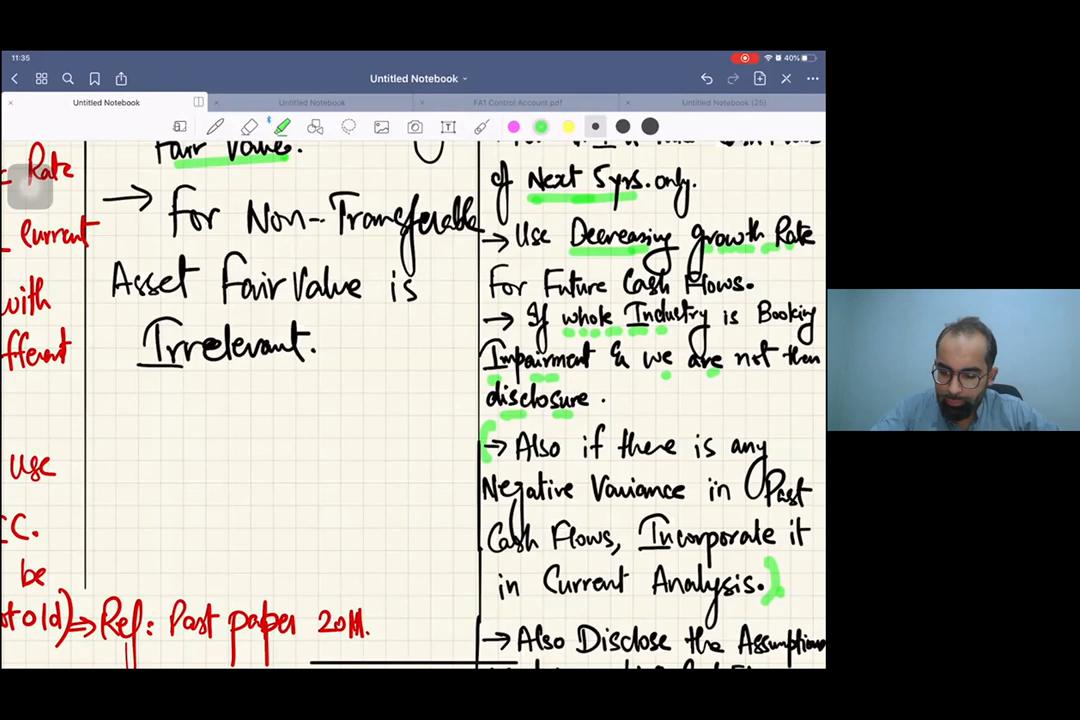 11:35
40%
Untitled Notebook
Untitled Notebook
Untitled Notebook
FA1 Control Account.pdf
Untitled Notebook (25)
Rate
Current
with
use
be
Fair Value.
→ For Non-Transferable
Asset Fair Value is
Irrelevant.
⇒ Ref: Past paper 20M.
of Next 5yrs. only.
→ Use Decreasing growth Rate
For Future Cash Flows.
→ If whole Industry is Booking
Impairment & we are not then
disclosure.
→ Also if there is any
Negative Variance in Past
Cash Flows, Incorporate it
in Current Analysis.
→ Also Disclose the Assumption